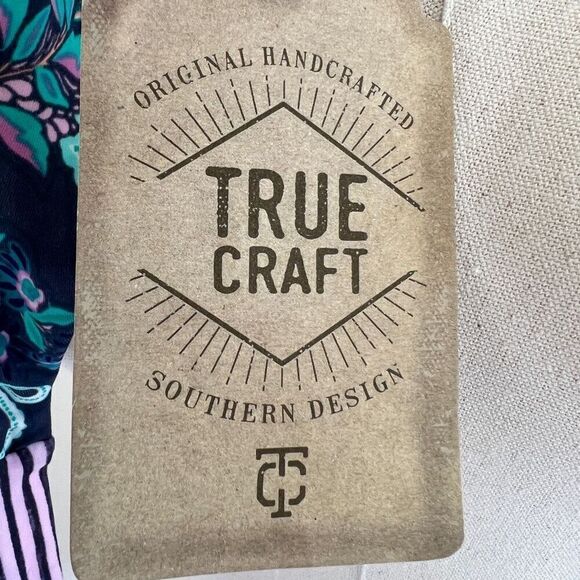 ORIGINAL HANDCRAFTED
TRUE
CRAFT
SOUTHERN DESIGN
TC